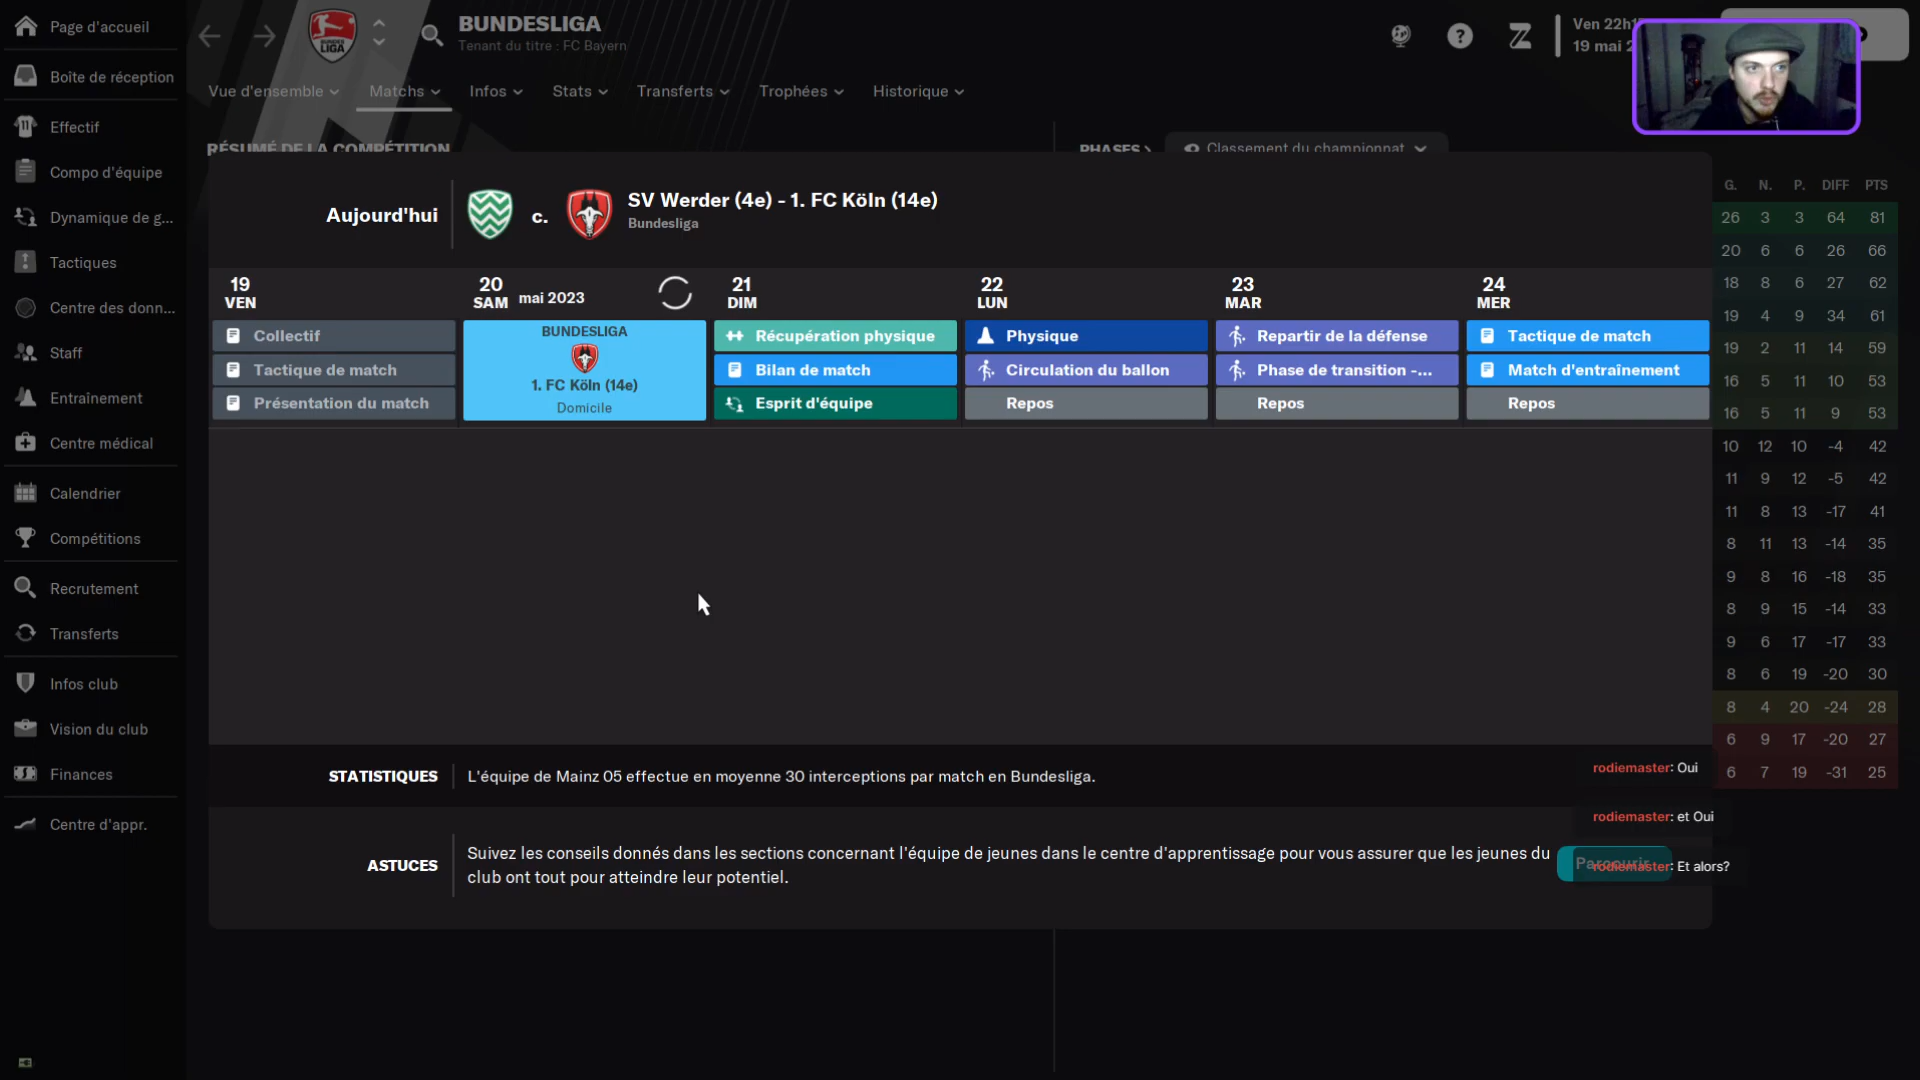 Page d'accueil
Boîte de réception
Effectif
Compo d'équipe
Dynamique de g...
Tactiques
Centre des donn...
Staff
Entraînement
Centre médical
Calendrier
Compétitions
Recrutement
Transferts
Infos club
Vision du club
Finances
Centre d'appr.
BUNDESLIGA
Tenant du titre : FC Bayern
Ven 22h
19 mai 2
Vue d'ensemble
Matchs
Infos
Stats
Transferts
Trophées
Historique
RÉSUMÉ DE LA COMPÉTITION
PHASES
Classement du championnat
Aujourd'hui
c.
SV Werder (4e) - 1. FC Köln (14e)
Bundesliga
19 VEN
20 SAM mai 2023
21 DIM
22 LUN
23 MAR
24 MER
Collectif
Tactique de match
Présentation du match
BUNDESLIGA
1. FC Köln (14e)
Domicile
Récupération physique
Bilan de match
Esprit d'équipe
Physique
Circulation du ballon
Repos
Repartir de la défense
Phase de transition -...
Repos
Tactique de match
Match d'entraînement
Repos
G. N. P. DIFF PTS
26 3 3 64 81
20 6 6 26 66
18 8 6 27 62
19 4 9 34 61
19 2 11 14 59
16 5 11 10 53
16 5 11 9 53
10 12 10 -4 42
11 9 12 -5 42
11 8 13 -17 41
8 11 13 -14 35
9 8 16 -18 35
8 9 15 -14 33
9 6 17 -17 33
8 6 19 -20 30
8 4 20 -24 28
6 9 17 -20 27
6 7 19 -31 25
STATISTIQUES
L'équipe de Mainz 05 effectue en moyenne 30 interceptions par match en Bundesliga.
ASTUCES
Suivez les conseils donnés dans les sections concernant l'équipe de jeunes dans le centre d'apprentissage pour vous assurer que les jeunes du
club ont tout pour atteindre leur potentiel.
rodiemaster: Oui
rodiemaster: et Oui
rodiemaster: Et alors?